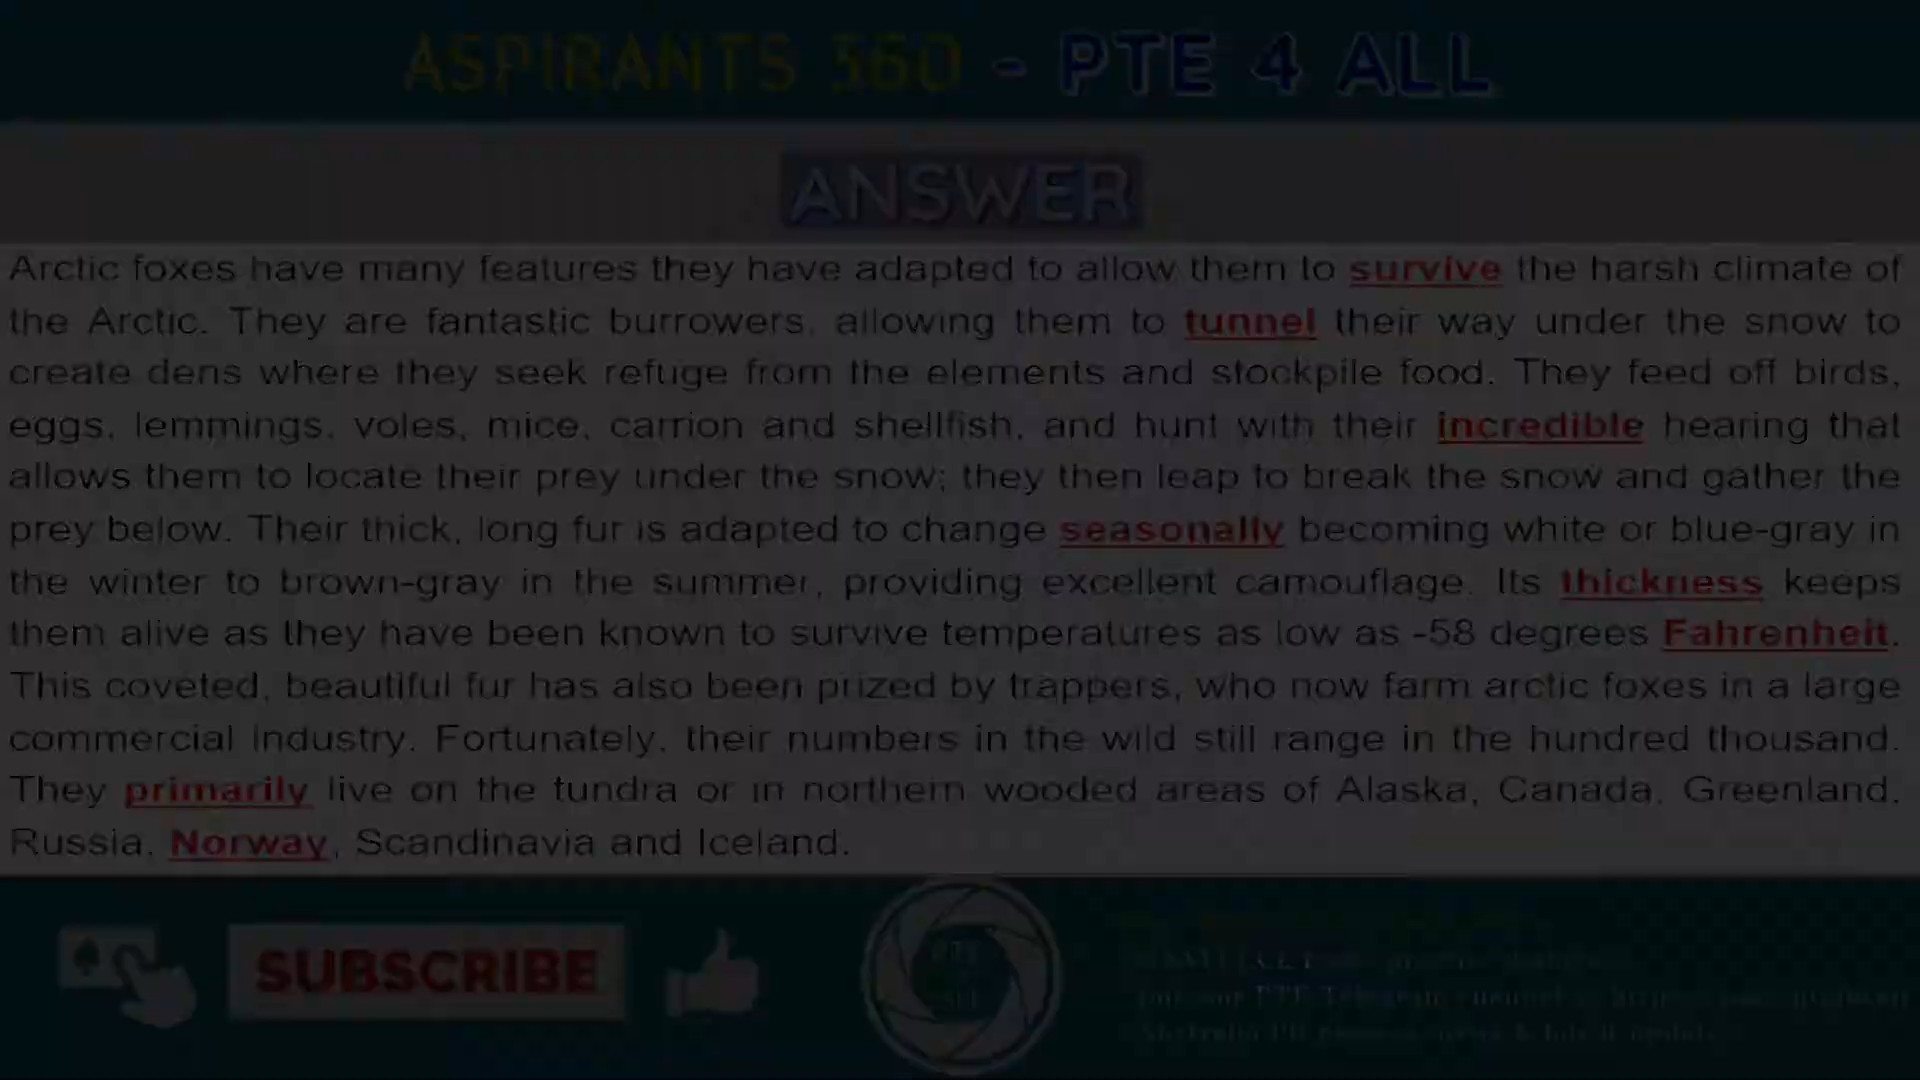 ASPIRANTS 360 - PTE 4 ALL
ANSWER
Arctic foxes have many features they have adapted to allow them to survive the harsh climate of
the Arctic. They are fantastic burrowers, allowing them to tunnel their way under the snow to
create dens where they seek refuge from the elements and stockpile food. They feed off birds,
eggs, lemmings, voles, mice, carrion and shellfish, and hunt with their incredible hearing that
allows them to locate their prey under the snow; they then leap to break the snow and gather the
prey below. Their thick, long fur is adapted to change seasonally becoming white or blue-gray in
the winter to brown-gray in the summer, providing excellent camouflage. Its thickness keeps
them alive as they have been known to survive temperatures as low as -58 degrees Fahrenheit.
This coveted, beautiful fur has also been prized by trappers, who now farm arctic foxes in a large
commercial industry. Fortunately, their numbers in the wild still range in the hundred thousand.
They primarily live on the tundra or in northern wooded areas of Alaska, Canada, Greenland,
Russia, Norway, Scandinavia and Iceland.
SUBSCRIBE
PTE Telegram